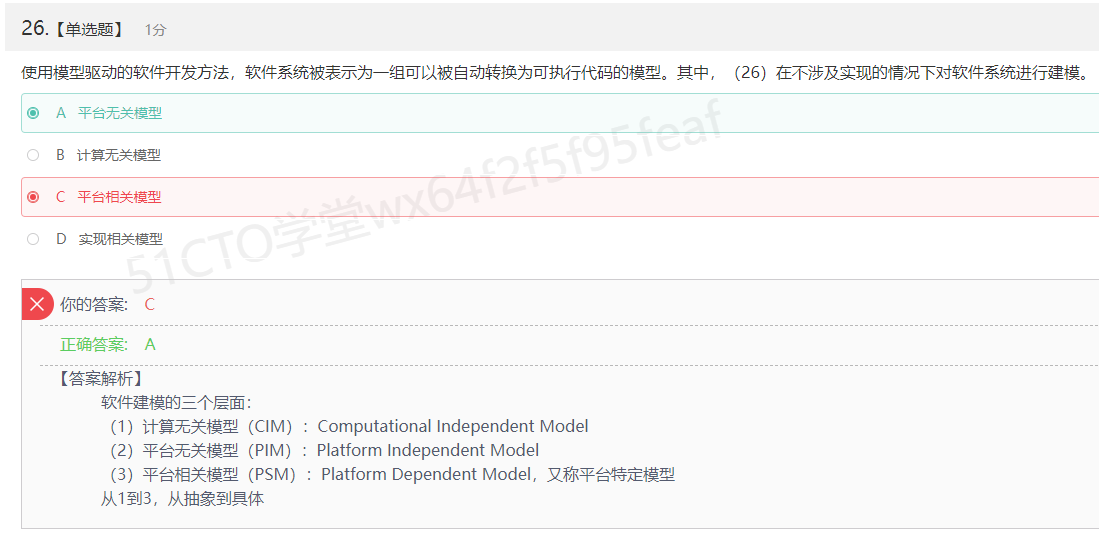 26.【单选题】 1分
使用模型驱动的软件开发方法，软件系统被表示为一组可以被自动转换为可执行代码的模型。其中，（26）在不涉及实现的情况下对软件系统进行建模。
A 平台无关模型
B 计算无关模型
C 平台相关模型
D 实现相关模型
51CTO学堂wx64f2f5f95feaf
你的答案: C
正确答案: A
【答案解析】
软件建模的三个层面：
（1）计算无关模型（CIM）：Computational Independent Model
（2）平台无关模型（PIM）：Platform Independent Model
（3）平台相关模型（PSM）：Platform Dependent Model，又称平台特定模型
从1到3，从抽象到具体